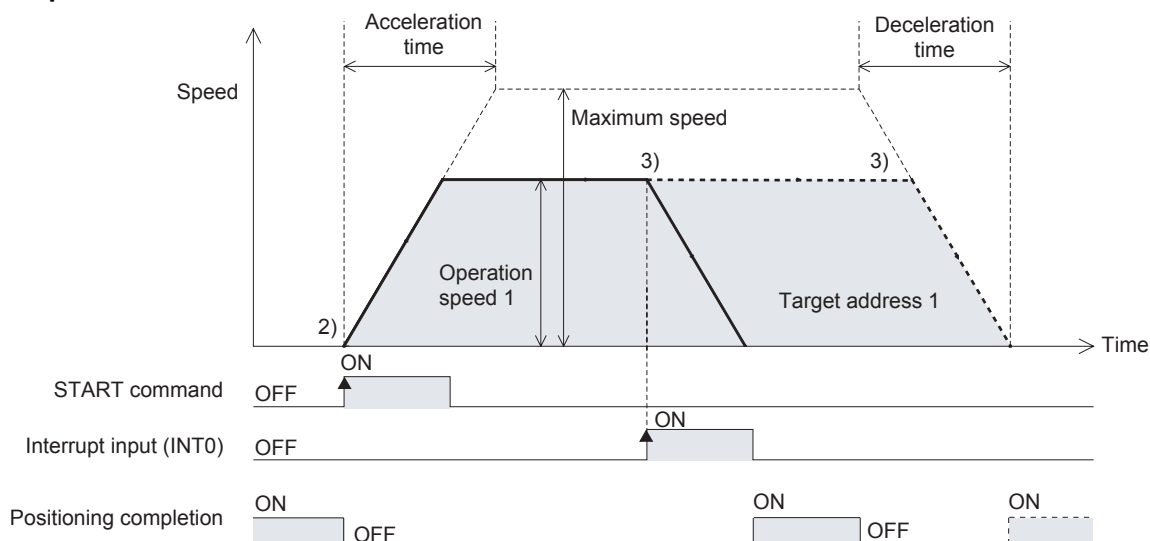 Acceleration
time
Deceleration
time
Speed
Maximum speed
3)
3)
Operation
speed 1
Target address 1
2)
Time
ON
START command
OFF
ON
Interrupt input (INT0)
OFF
ON
ON
ON
Positioning completion
OFF
OFF